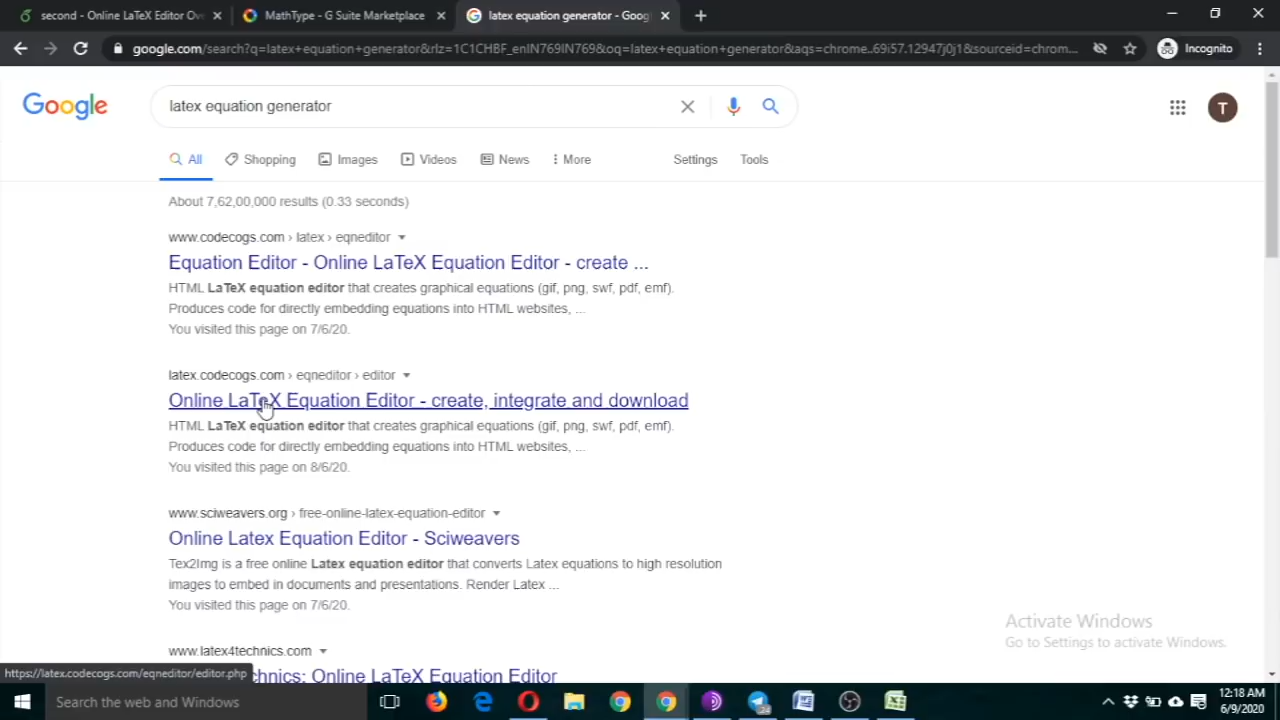 second - Online LaTeX Editor Ove
MathType - G Suite Marketplace
latex equation generator - Goog
google.com/search?q=latex+equation+generator&rlz=1C1CHBF_enIN769IN769&oq=latex+equation+generator&aqs=chrome..69i57.12947j0j1&sourceid=chrom...
Incognito
Google
latex equation generator
T
All
Shopping
Images
Videos
News
More
Settings
Tools
About 7,62,00,000 results (0.33 seconds)
www.codecogs.com › latex › eqneditor
Equation Editor - Online LaTeX Equation Editor - create ...
HTML LaTeX equation editor that creates graphical equations (gif, png, swf, pdf, emf).
Produces code for directly embedding equations into HTML websites, ...
You visited this page on 7/6/20.
latex.codecogs.com › eqneditor › editor
Online LaTeX Equation Editor - create, integrate and download
HTML LaTeX equation editor that creates graphical equations (gif, png, swf, pdf, emf).
Produces code for directly embedding equations into HTML websites, ...
You visited this page on 8/6/20.
www.sciweavers.org › free-online-latex-equation-editor
Online Latex Equation Editor - Sciweavers
Tex2Img is a free online Latex equation editor that converts Latex equations to high resolution
images to embed in documents and presentations. Render Latex ...
You visited this page on 7/6/20.
www.latex4technics.com
hnics: Online LaTeX Equation Editor
Activate Windows
Go to Settings to activate Windows.
https://latex.codecogs.com/eqneditor/editor.php
Search the web and Windows
12:18 AM
6/9/2020